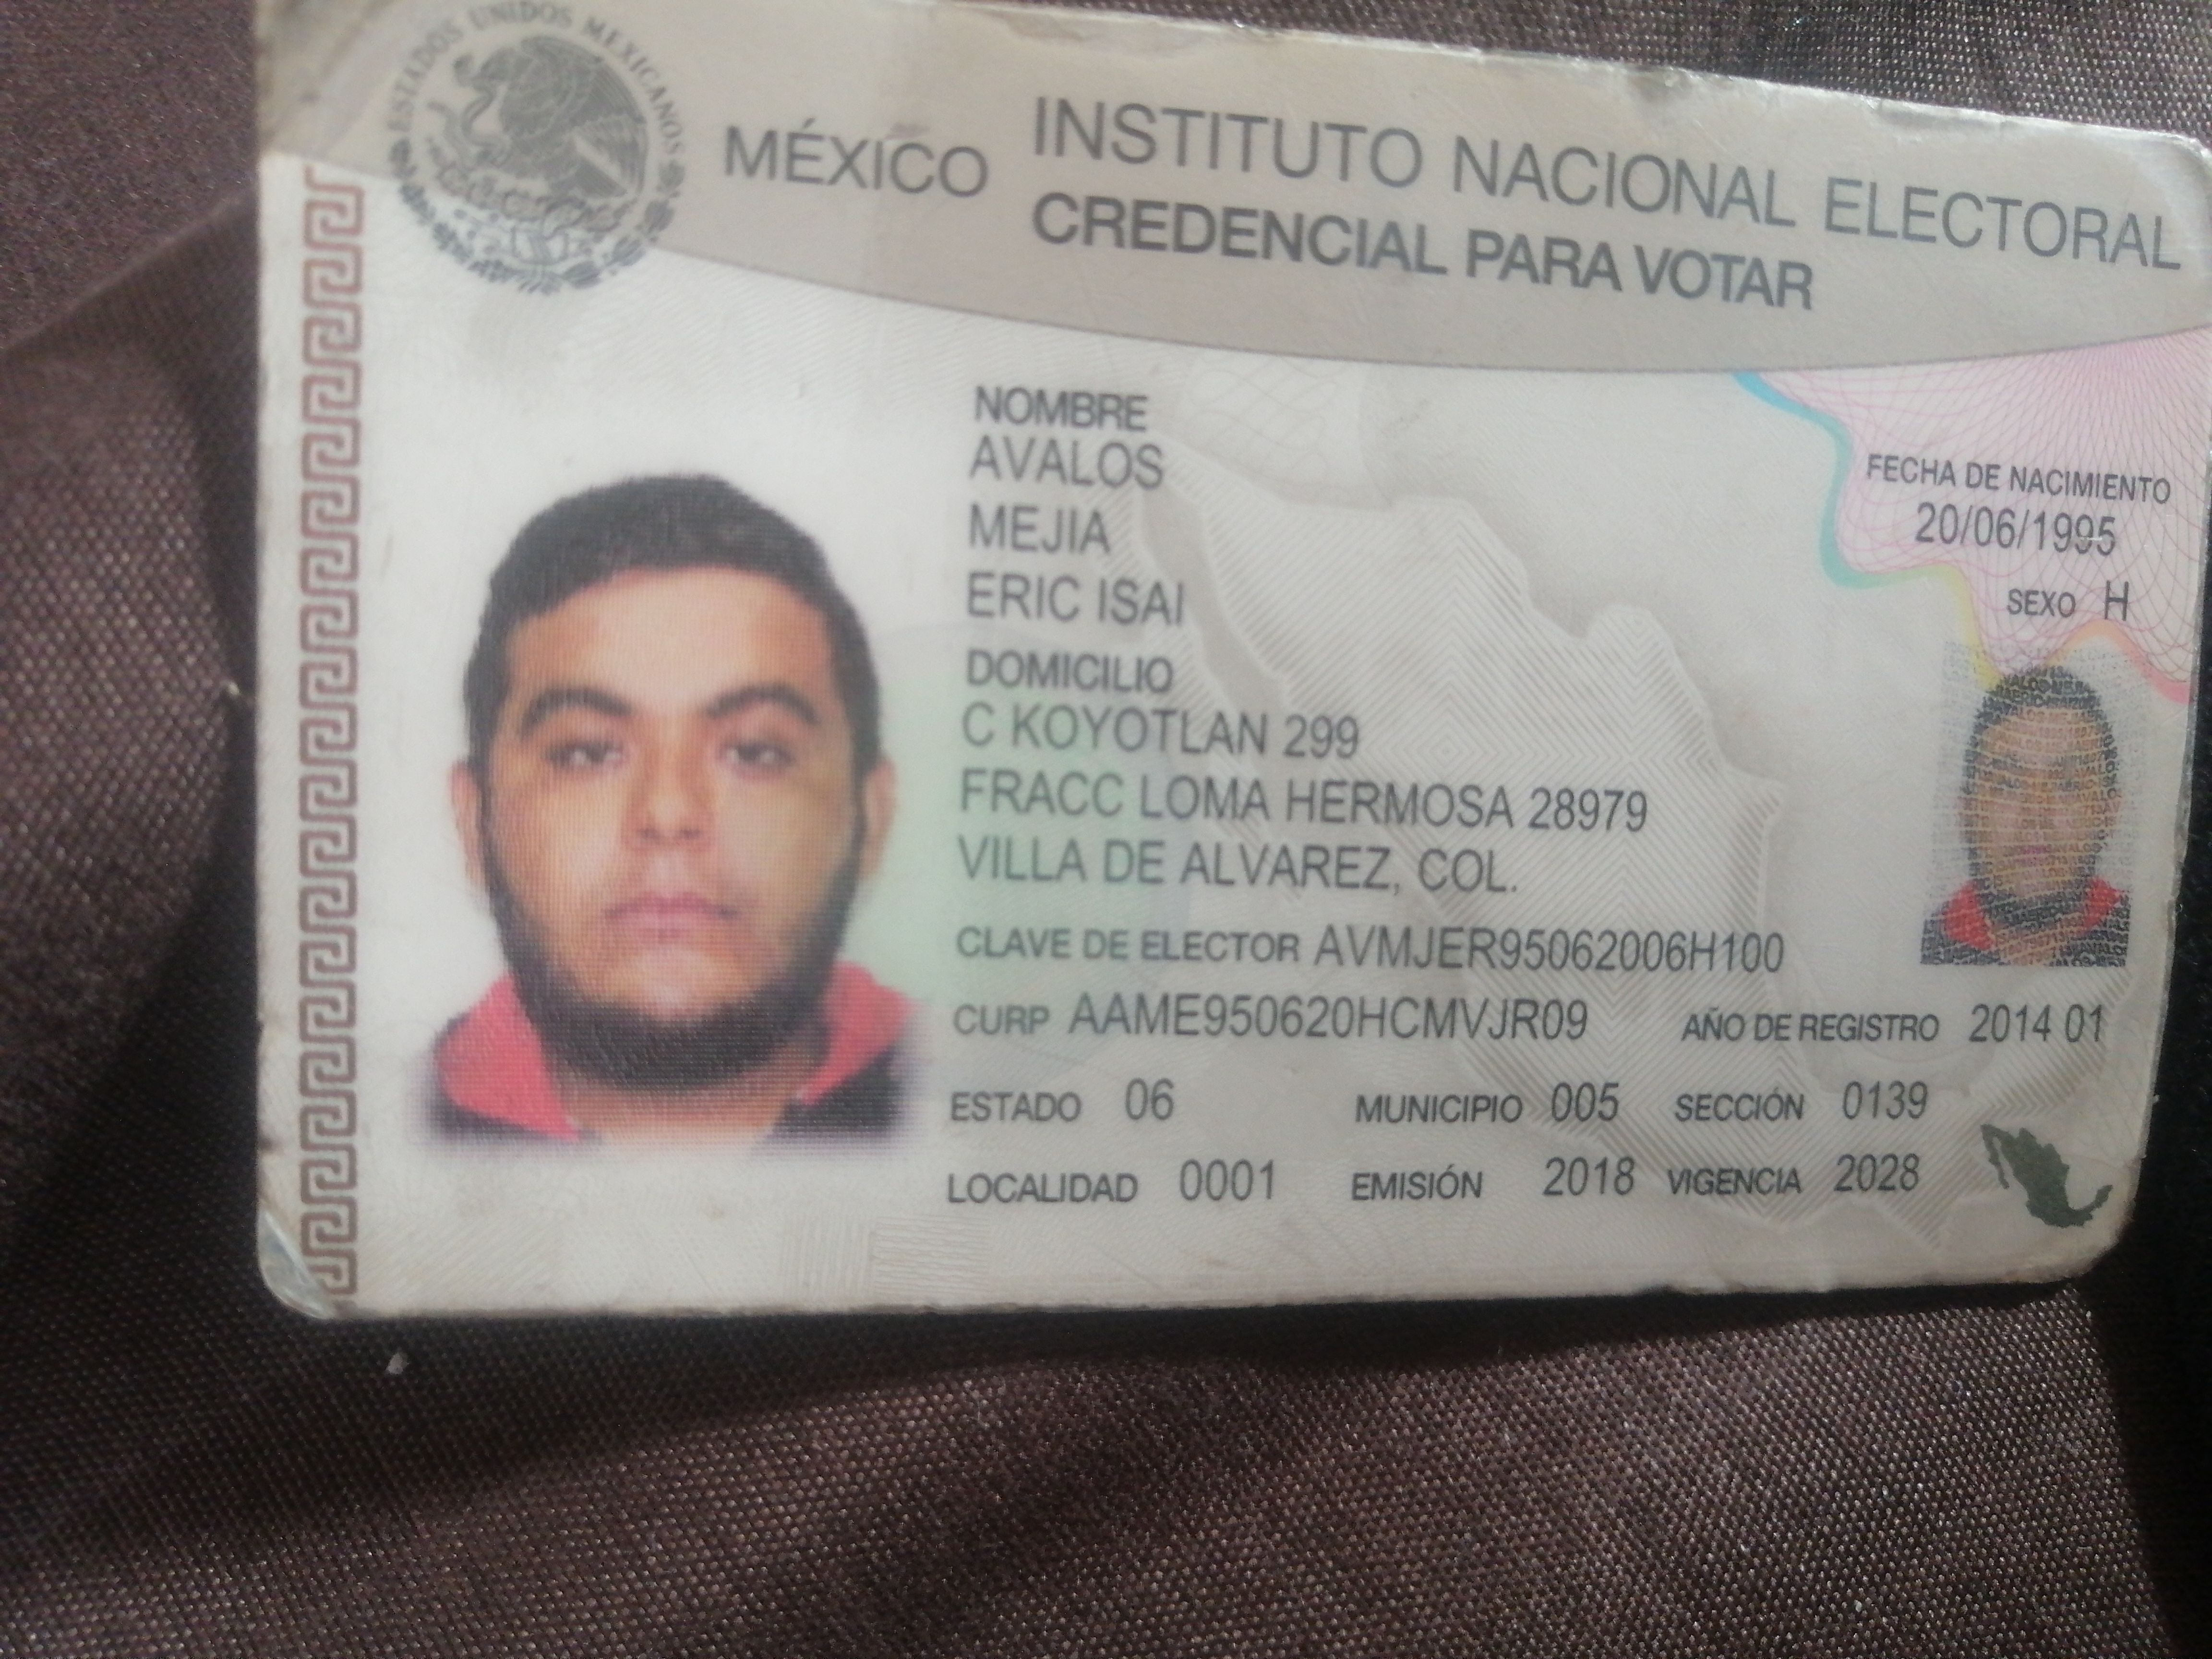 ESTADOS UNIDOS MEXICANOS
MÉXICO
INSTITUTO NACIONAL ELECTORAL
CREDENCIAL PARA VOTAR
NOMBRE
AVALOS
MEJIA
ERIC ISAI
FECHA DE NACIMIENTO
20/06/1995
SEXO H
DOMICILIO
C KOYOTLAN 299
FRACC LOMA HERMOSA 28979
VILLA DE ALVAREZ, COL.
CLAVE DE ELECTOR AVMJER95062006H100
CURP AAME950620HCMVJR09 AÑO DE REGISTRO 2014 01
ESTADO 06 MUNICIPIO 005 SECCIÓN 0139
LOCALIDAD 0001 EMISIÓN 2018 VIGENCIA 2028